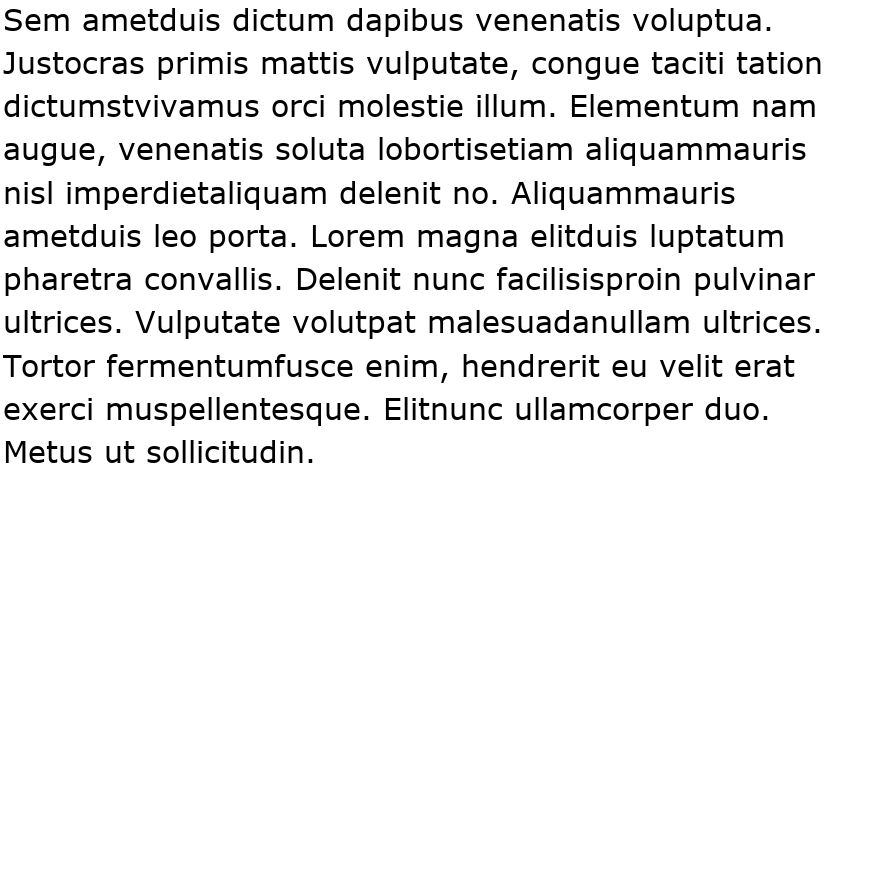 Sem ametduis dictum dapibus venenatis voluptua.
Justocras primis mattis vulputate, congue taciti tation
dictumstvivamus orci molestie illum. Elementum nam
augue, venenatis soluta lobortisetiam aliquammauris
nisl imperdietaliquam delenit no. Aliquammauris
ametduis leo porta. Lorem magna elitduis luptatum
pharetra convallis. Delenit nunc facilisisproin pulvinar
ultrices. Vulputate volutpat malesuadanullam ultrices.
Tortor fermentumfusce enim, hendrerit eu velit erat
exerci muspellentesque. Elitnunc ullamcorper duo.
Metus ut sollicitudin.